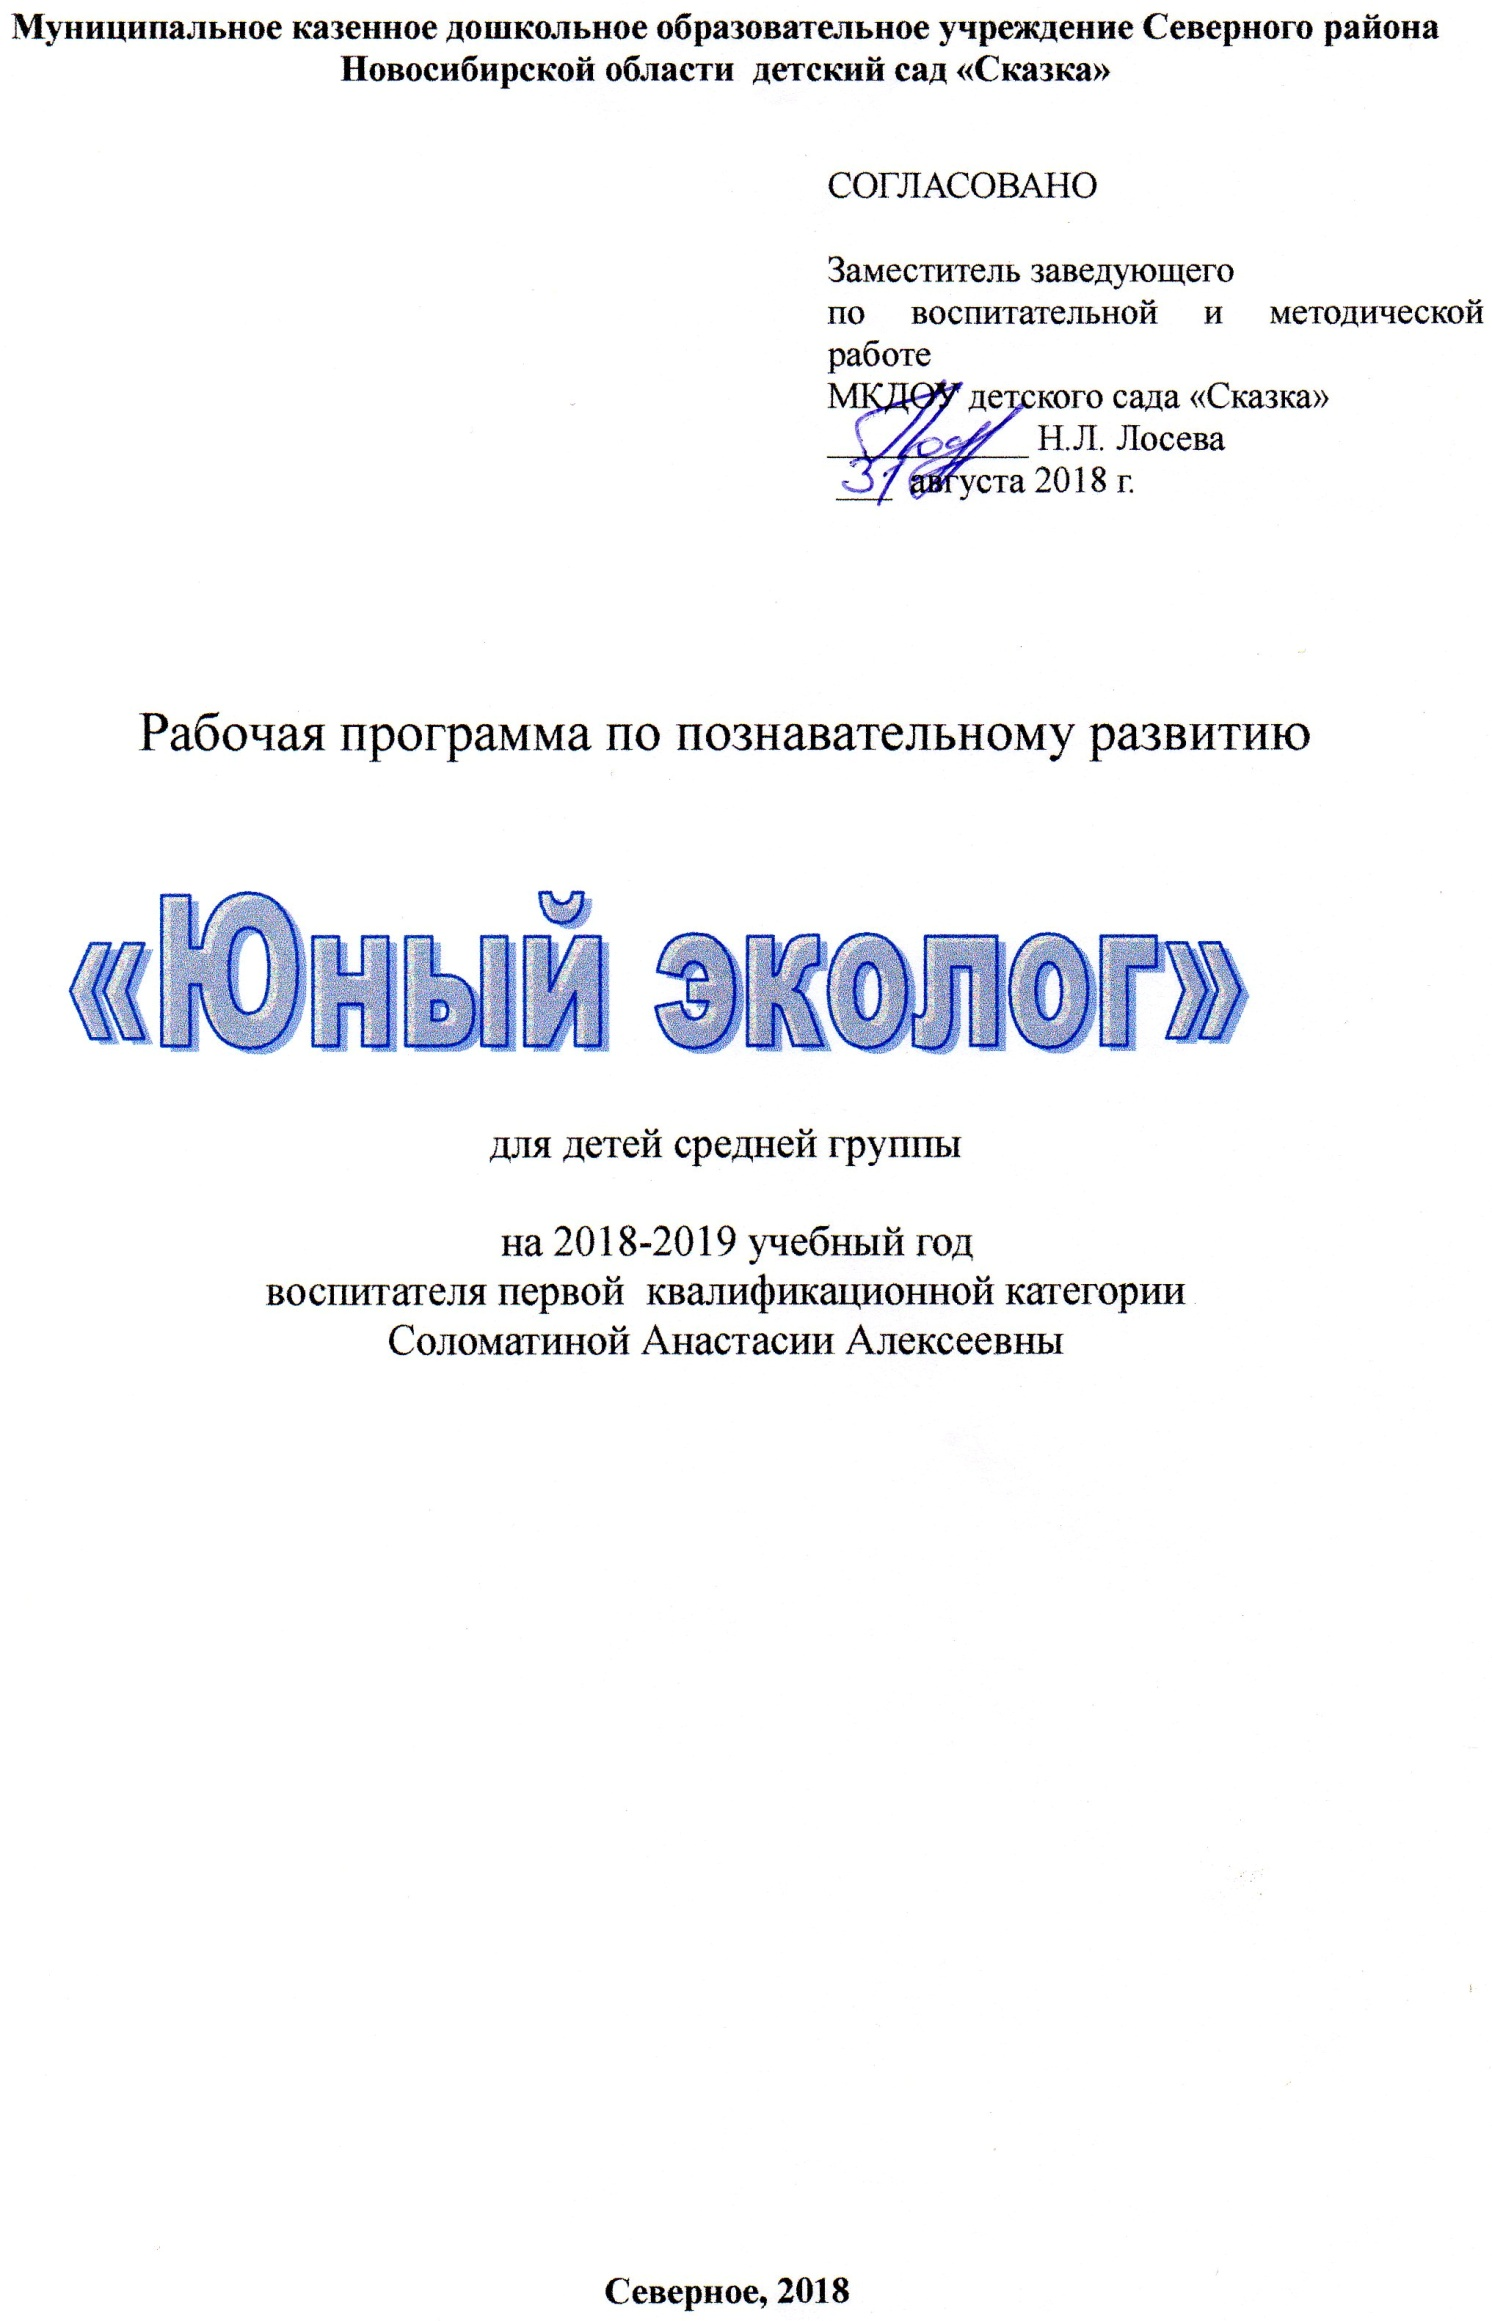 Муниципальное казенное дошкольное образовательное учреждение Северного района
Новосибирской области детский сад «Сказка»
СОГЛАСОВАНО
Заместитель заведующего
по воспитательной и методической
работе
МКДОУ детского сада «Сказка»
___________ Н.Л. Лосева
31 августа 2018 г.
Рабочая программа по познавательному развитию
«Юный эколог»
для детей средней группы
на 2018-2019 учебный год
воспитателя первой квалификационной категории
Соломатиной Анастасии Алексеевны
Северное, 2018